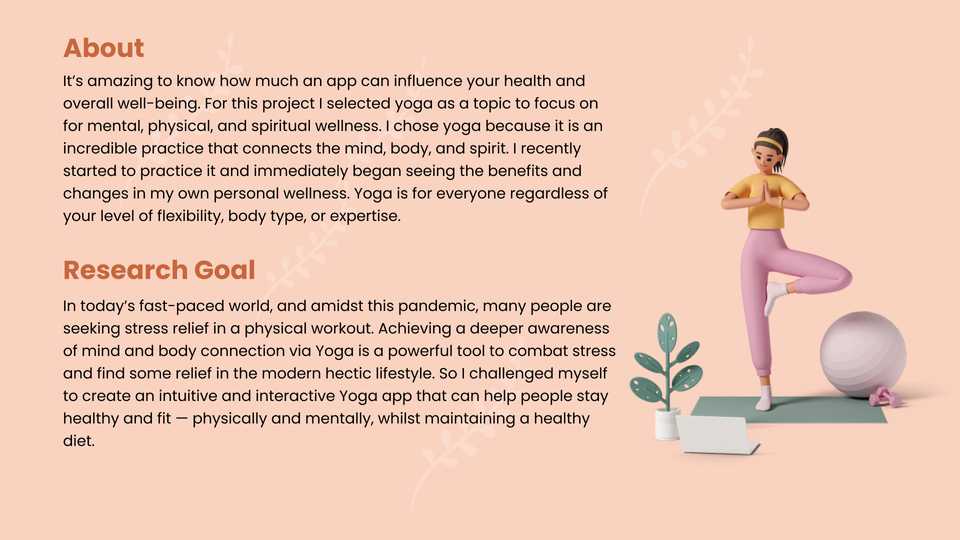 About
It’s amazing to know how much an app can influence your health and
overall well-being. For this project I selected yoga as a topic to focus on
for mental, physical, and spiritual wellness. I chose yoga because it is an
incredible practice that connects the mind, body, and spirit. I recently
started to practice it and immediately began seeing the benefits and
changes in my own personal wellness. Yoga is for everyone regardless of
your level of flexibility, body type, or expertise.
Research Goal
In today’s fast-paced world, and amidst this pandemic, many people are
seeking stress relief in a physical workout. Achieving a deeper awareness
of mind and body connection via Yoga is a powerful tool to combat stress
and find some relief in the modern hectic lifestyle. So I challenged myself
to create an intuitive and interactive Yoga app that can help people stay
healthy and fit — physically and mentally, whilst maintaining a healthy
diet.